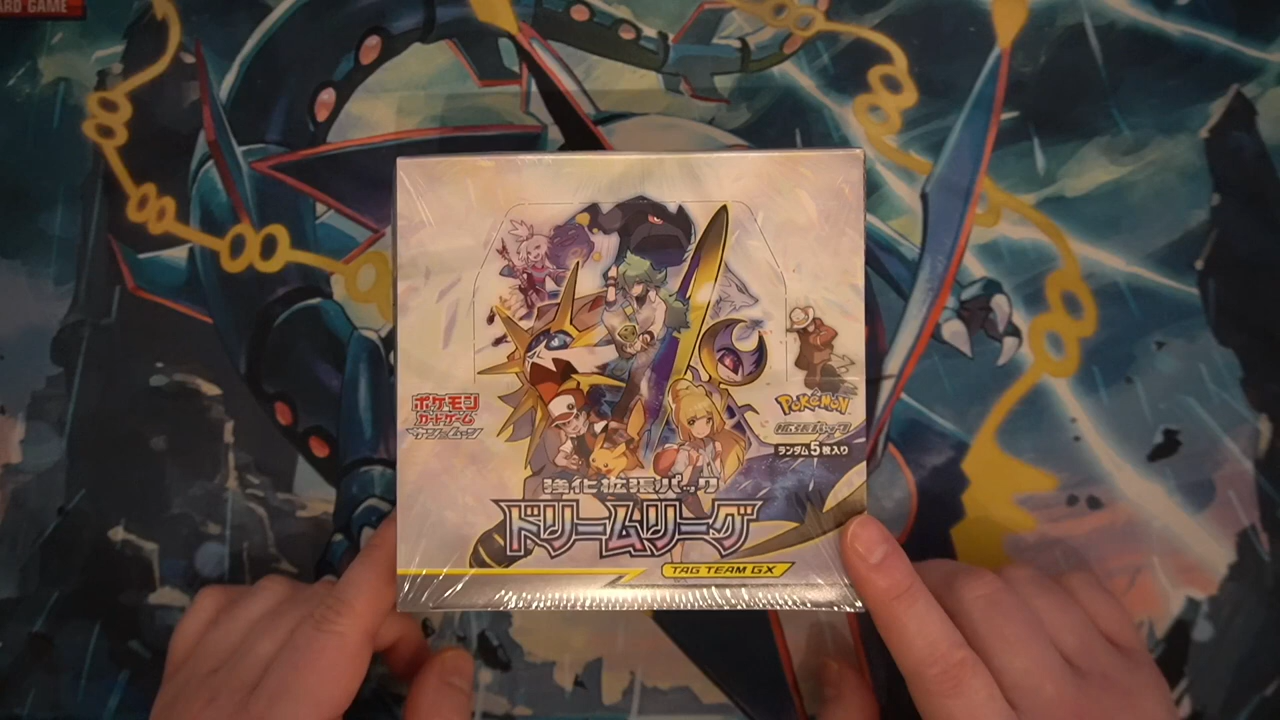 ARD GAME
ポケモン
カードゲーム
サン&ムーン
POKÉMON
拡張パック
ランダム5枚入り
強化拡張パック
ドリームリーグ
TAG TEAM GX